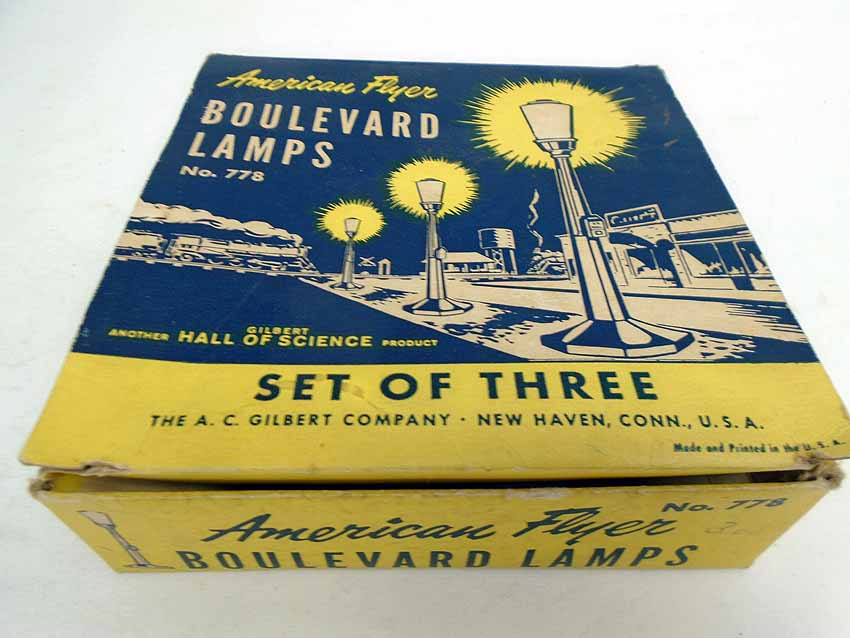 American Flyer
BOULEVARD
LAMPS
No. 778
ANOTHER GILBERT HALL OF SCIENCE PRODUCT
SET OF THREE
THE A. C. GILBERT COMPANY · NEW HAVEN, CONN., U. S. A.
Made and Printed in the U. S. A.
No. 778
American Flyer
BOULEVARD LAMPS